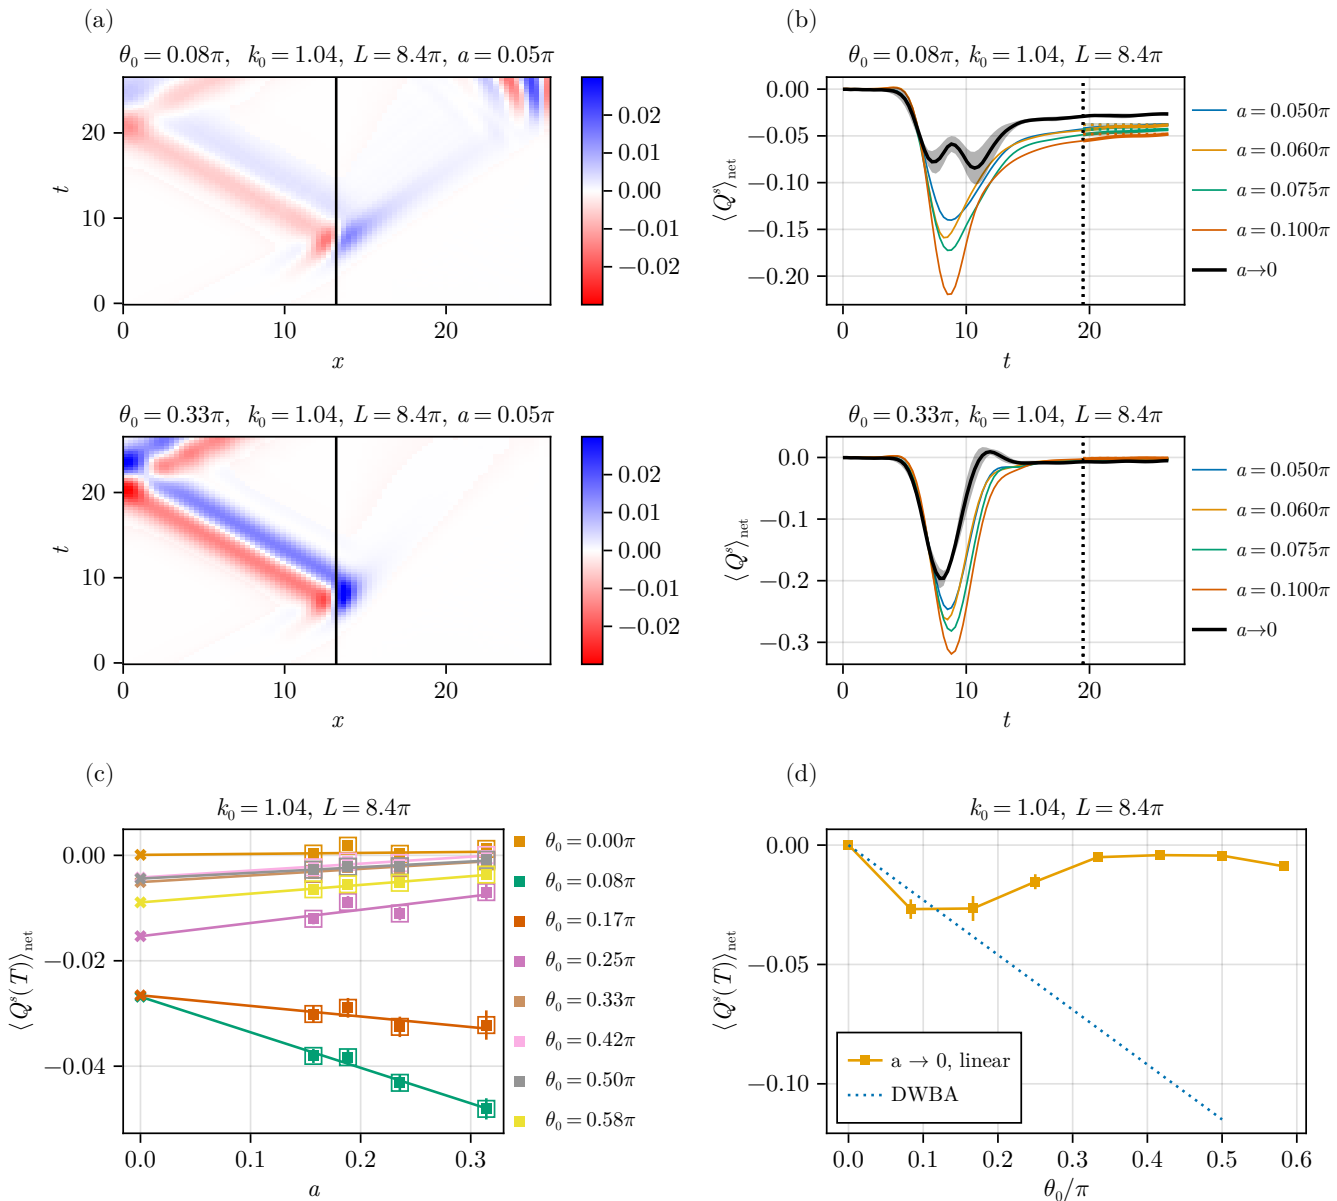 (a)
θ₀ = 0.08π, k₀ = 1.04, L = 8.4π, a = 0.05π
20
10
0
t
0
10
20
x
0.02
0.01
0.00
−0.01
−0.02
θ₀ = 0.33π, k₀ = 1.04, L = 8.4π, a = 0.05π
20
10
0
t
0
10
20
x
0.02
0.01
0.00
−0.01
−0.02
(b)
θ₀ = 0.08π, k₀ = 1.04, L = 8.4π
0.00
−0.05
−0.10
−0.15
−0.20
⟨Qˢ⟩net
0
10
20
t
a = 0.050π
a = 0.060π
a = 0.075π
a = 0.100π
a→0
θ₀ = 0.33π, k₀ = 1.04, L = 8.4π
0.0
−0.1
−0.2
−0.3
⟨Qˢ⟩net
0
10
20
t
a = 0.050π
a = 0.060π
a = 0.075π
a = 0.100π
a→0
(c)
k₀ = 1.04, L = 8.4π
0.00
−0.02
−0.04
⟨Qˢ(T)⟩net
0.0
0.1
0.2
0.3
a
θ₀ = 0.00π
θ₀ = 0.08π
θ₀ = 0.17π
θ₀ = 0.25π
θ₀ = 0.33π
θ₀ = 0.42π
θ₀ = 0.50π
θ₀ = 0.58π
(d)
k₀ = 1.04, L = 8.4π
0.00
−0.05
−0.10
⟨Qˢ(T)⟩net
a → 0, linear
DWBA
0.0
0.1
0.2
0.3
0.4
0.5
0.6
θ₀/π